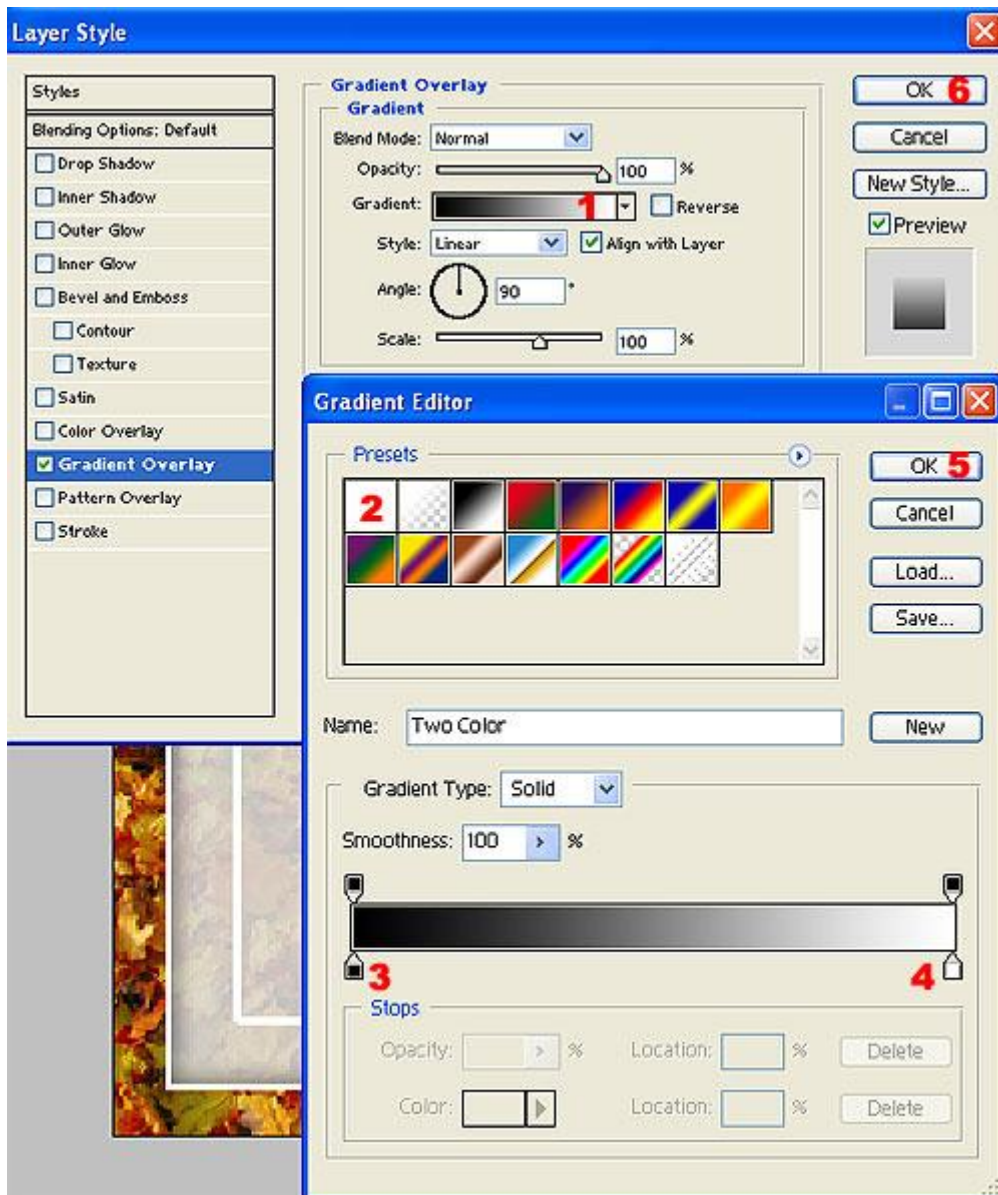 Layer Style
Styles
Blending Options: Default
Drop Shadow
Inner Shadow
Outer Glow
Inner Glow
Bevel and Emboss
Contour
Texture
Satin
Color Overlay
Gradient Overlay
Pattern Overlay
Stroke
Gradient Overlay
Gradient
Blend Mode: Normal
Opacity: 100 %
Gradient: 1 Reverse
Style: Linear Align with Layer
Angle: 90 °
Scale: 100 %
OK 6
Cancel
New Style...
Preview
Gradient Editor
Presets
2
OK 5
Cancel
Load...
Save...
Name: Two Color New
Gradient Type: Solid
Smoothness: 100 %
3 4
Stops
Opacity: % Location: % Delete
Color: Location: % Delete